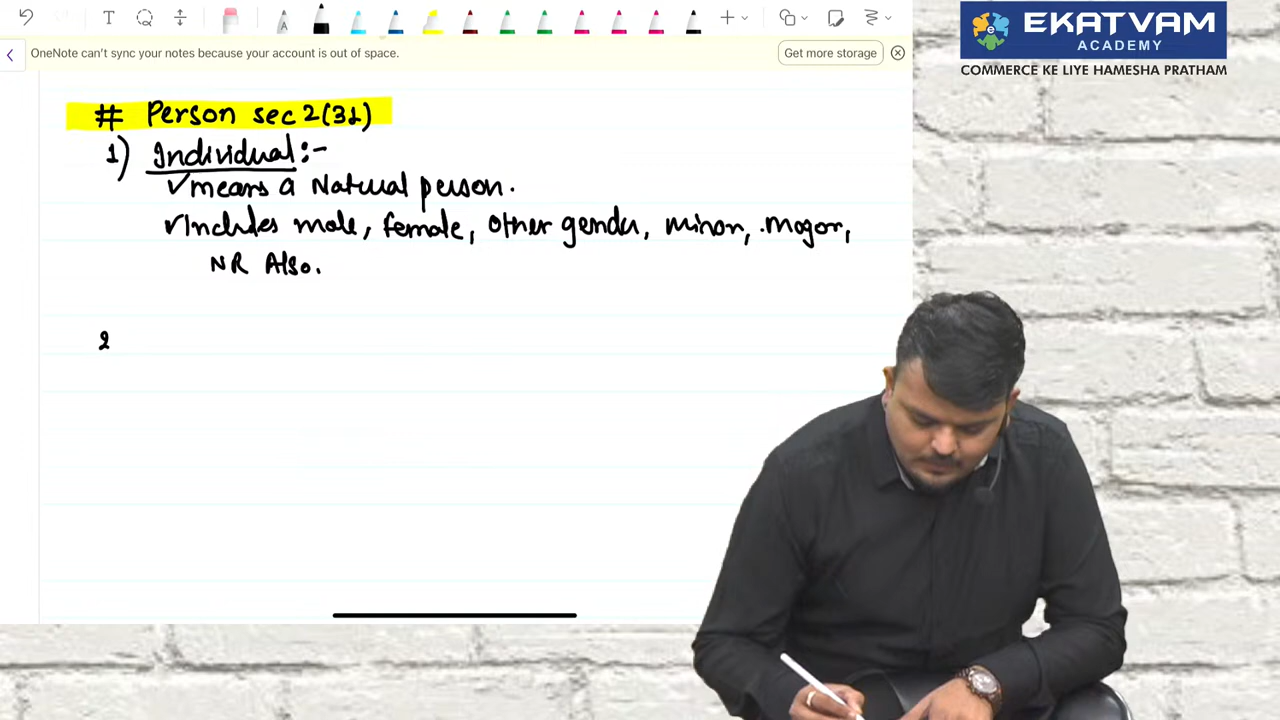 EKATVAM
ACADEMY
COMMERCE KE LIYE HAMESHA PRATHAM
OneNote can't sync your notes because your account is out of space.
Get more storage
# Person sec 2(31)
1) Individual:-
✓means a Natural person.
✓Includes male, female, other gender, minor, major,
NR Also.
2